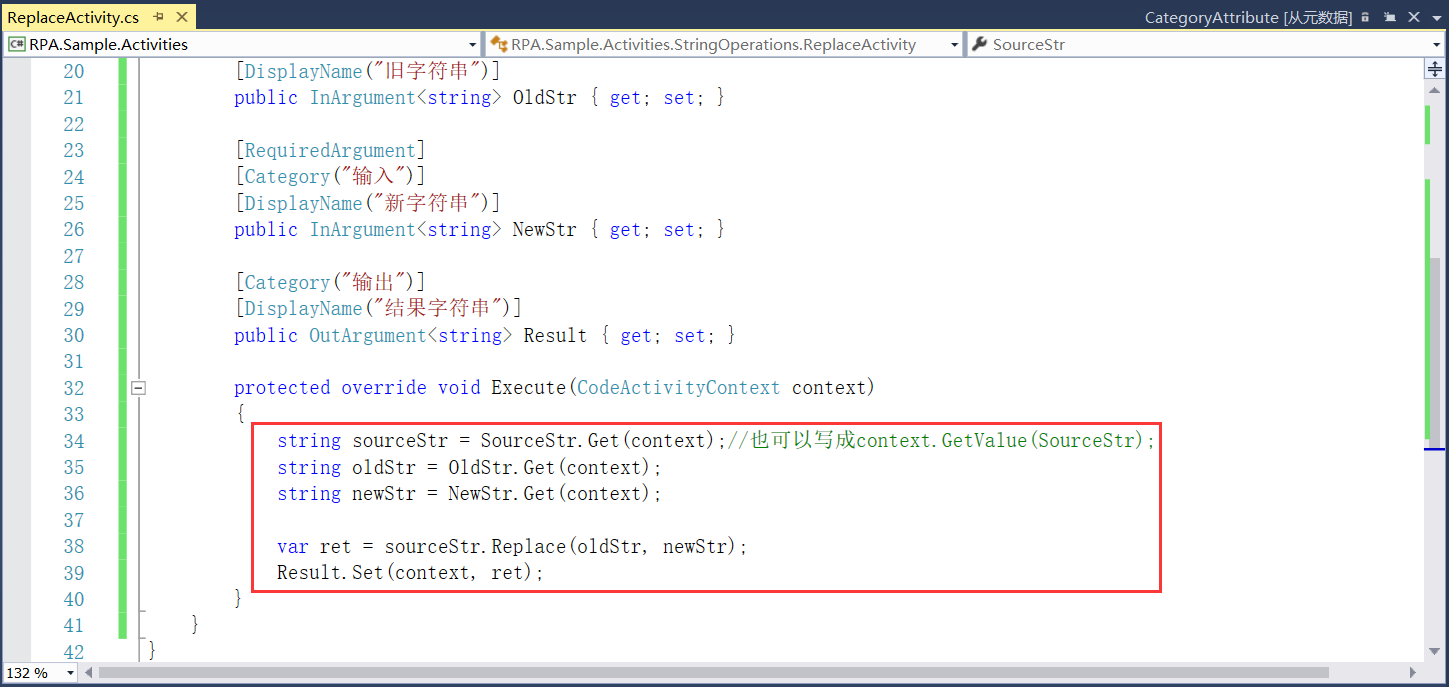 ReplaceActivity.cs
CategoryAttribute [从元数据]
C# RPA.Sample.Activities
RPA.Sample.Activities.StringOperations.ReplaceActivity
SourceStr
20 [DisplayName("旧字符串")]
21 public InArgument<string> OldStr { get; set; }
22
23 [RequiredArgument]
24 [Category("输入")]
25 [DisplayName("新字符串")]
26 public InArgument<string> NewStr { get; set; }
27
28 [Category("输出")]
29 [DisplayName("结果字符串")]
30 public OutArgument<string> Result { get; set; }
31
32 protected override void Execute(CodeActivityContext context)
33 {
34 string sourceStr = SourceStr.Get(context);//也可以写成context.GetValue(SourceStr);
35 string oldStr = OldStr.Get(context);
36 string newStr = NewStr.Get(context);
37
38 var ret = sourceStr.Replace(oldStr, newStr);
39 Result.Set(context, ret);
40 }
41 }
42 }
132 %